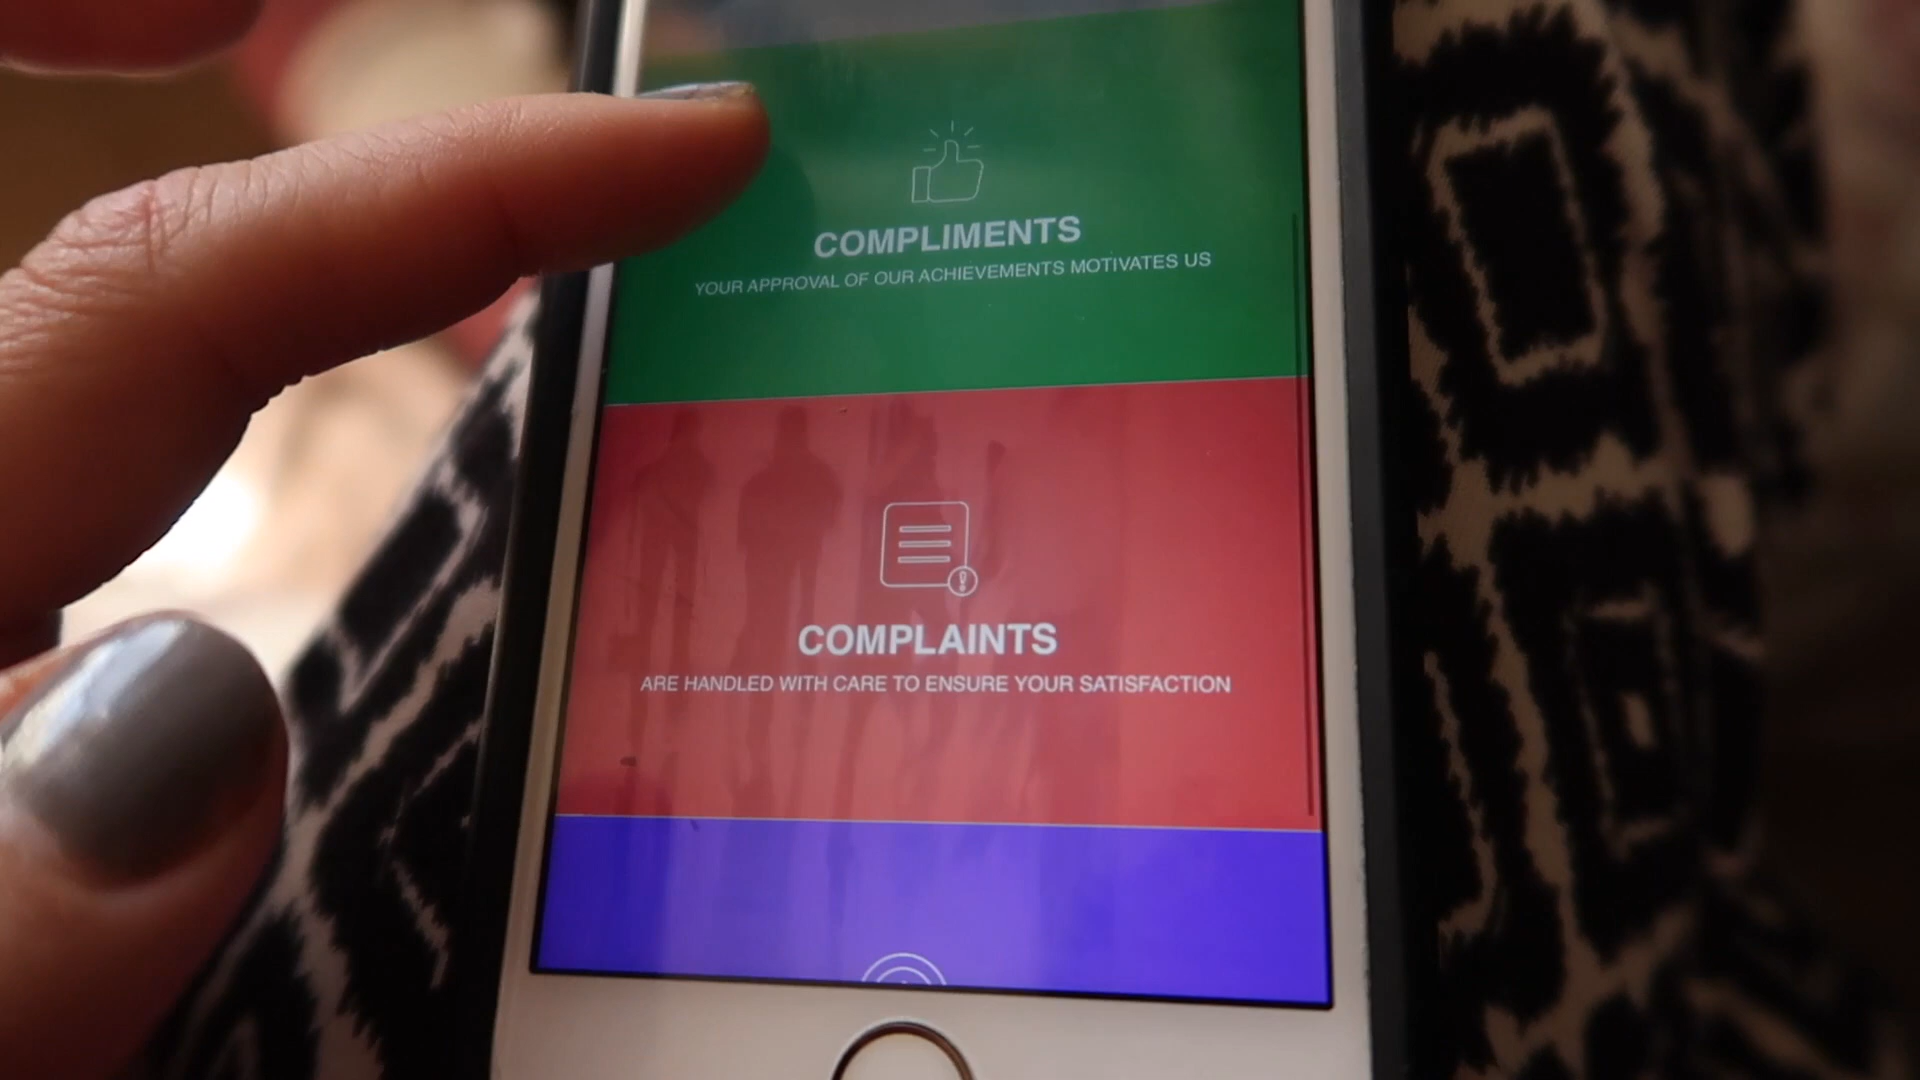 COMPLIMENTS
YOUR APPROVAL OF OUR ACHIEVEMENTS MOTIVATES US
COMPLAINTS
ARE HANDLED WITH CARE TO ENSURE YOUR SATISFACTION